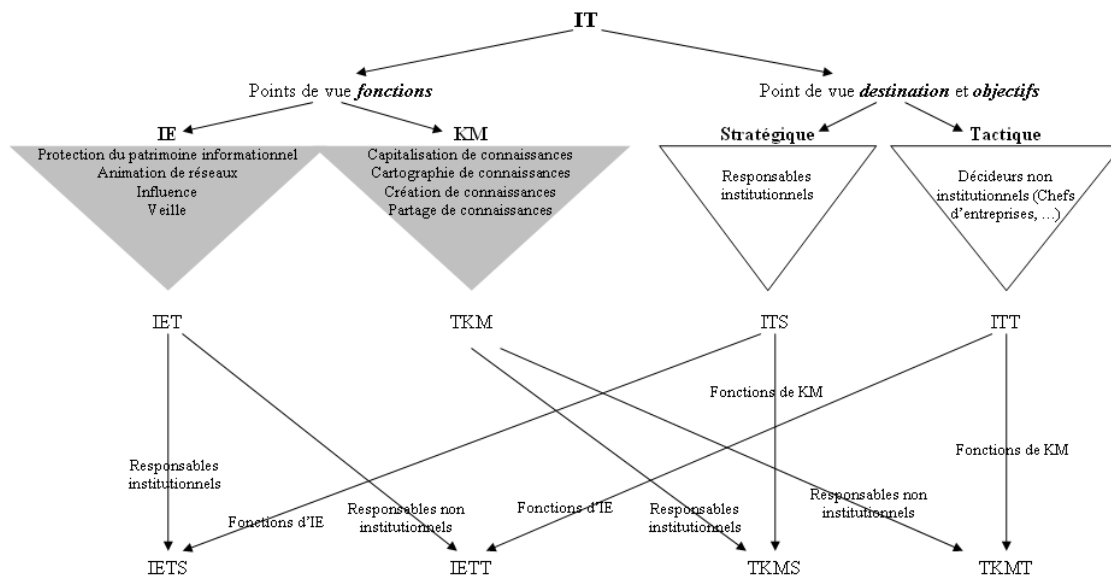 IT
Points de vue fonctions
Point de vue destination et objectifs
IE
KM
Stratégique
Tactique
Protection du patrimoine informationnel
Animation de réseaux
Influence
Veille
Capitalisation de connaissances
Cartographie de connaissances
Création de connaissances
Partage de connaissances
Responsables
institutionnels
Décideurs non
institutionnels (Chefs
d'entreprises, …)
IET
TKM
ITS
ITT
Fonctions de KM
Fonctions de KM
Responsables
institutionnels
Fonctions d'IE
Responsables non
institutionnels
Fonctions d'IE
Responsables
institutionnels
Responsables non
institutionnels
IETS
IETT
TKMS
TKMT